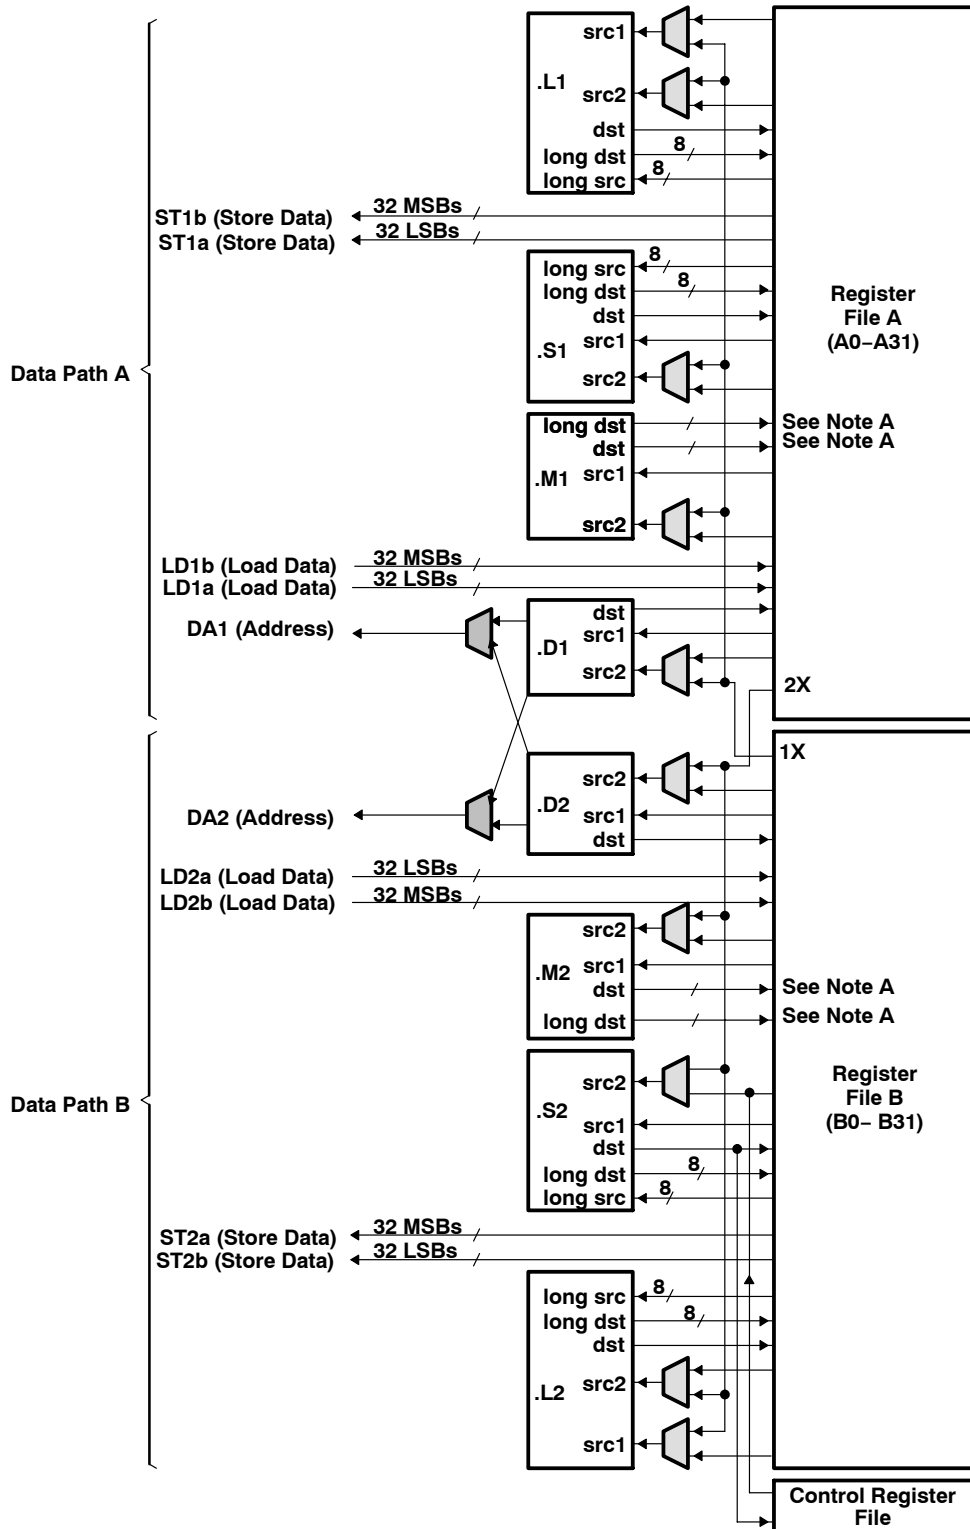 src1
.L1
src2
dst
8
long dst
8
long src
32 MSBs
ST1b (Store Data)
32 LSBs
ST1a (Store Data)
8
long src
8
long dst
dst
.S1
src1
src2
Register
File A
(A0–A31)
Data Path A
long dst
See Note A
dst
See Note A
.M1
src1
src2
32 MSBs
LD1b (Load Data)
32 LSBs
LD1a (Load Data)
DA1 (Address)
dst
.D1
src1
src2
2X
1X
src2
.D2
src1
dst
DA2 (Address)
32 LSBs
LD2a (Load Data)
32 MSBs
LD2b (Load Data)
src2
.M2
src1
dst
See Note A
long dst
See Note A
Data Path B
src2
.S2
src1
dst
8
long dst
8
long src
Register
File B
(B0– B31)
32 MSBs
ST2a (Store Data)
32 LSBs
ST2b (Store Data)
8
long src
8
long dst
dst
.L2
src2
src1
Control Register
File